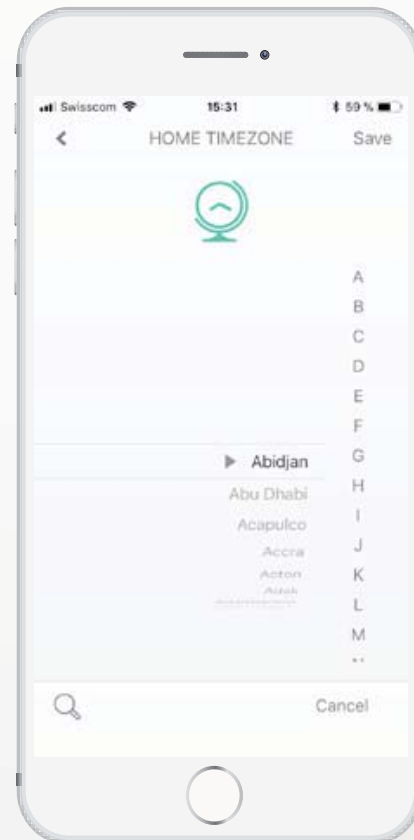 Swisscom 15:31 59 %
HOME TIMEZONE Save
A
B
C
D
E
F
Abidjan G
Abu Dhabi H
I
Acapulco
Accra J
Acton K
L
M
Cancel